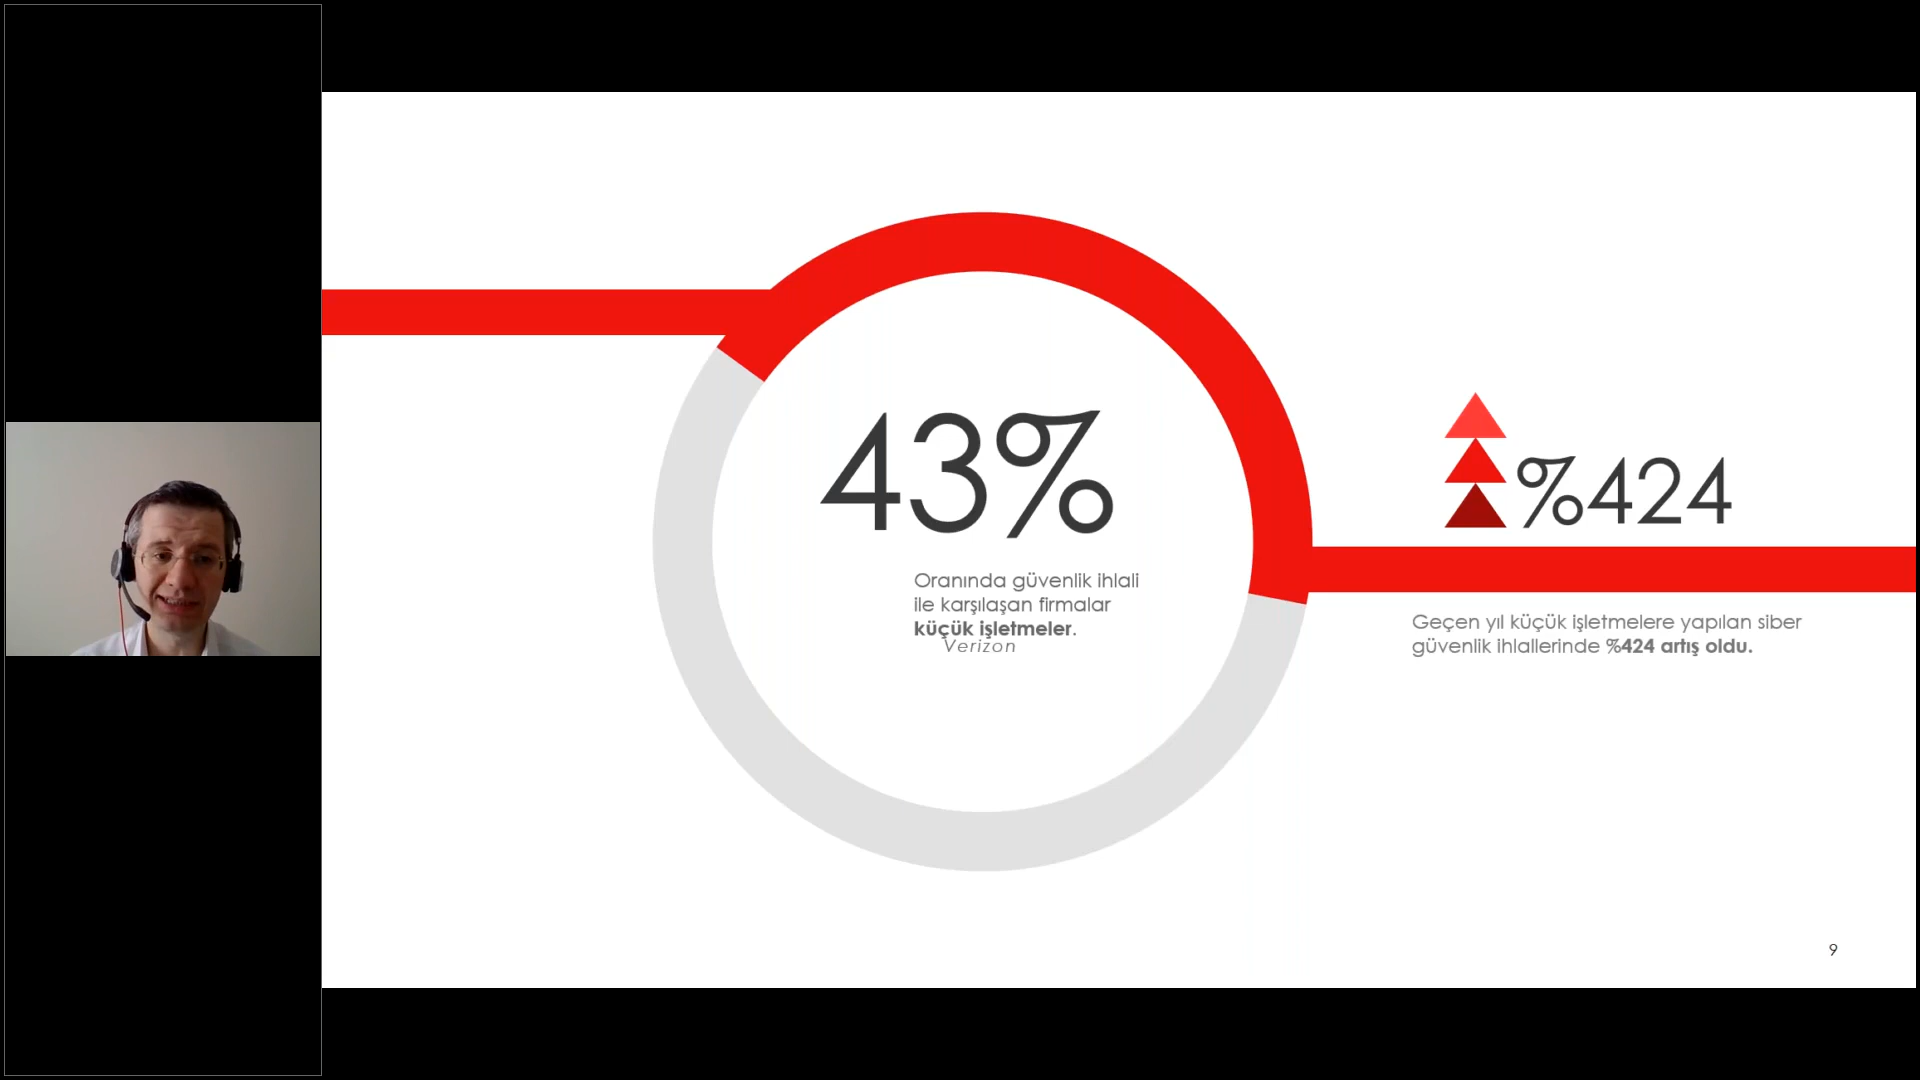 43%
Oranında güvenlik ihlali
ile karşılaşan firmalar
küçük işletmeler.
Verizon
%424
Geçen yıl küçük işletmelere yapılan siber
güvenlik ihlallerinde %424 artış oldu.
9